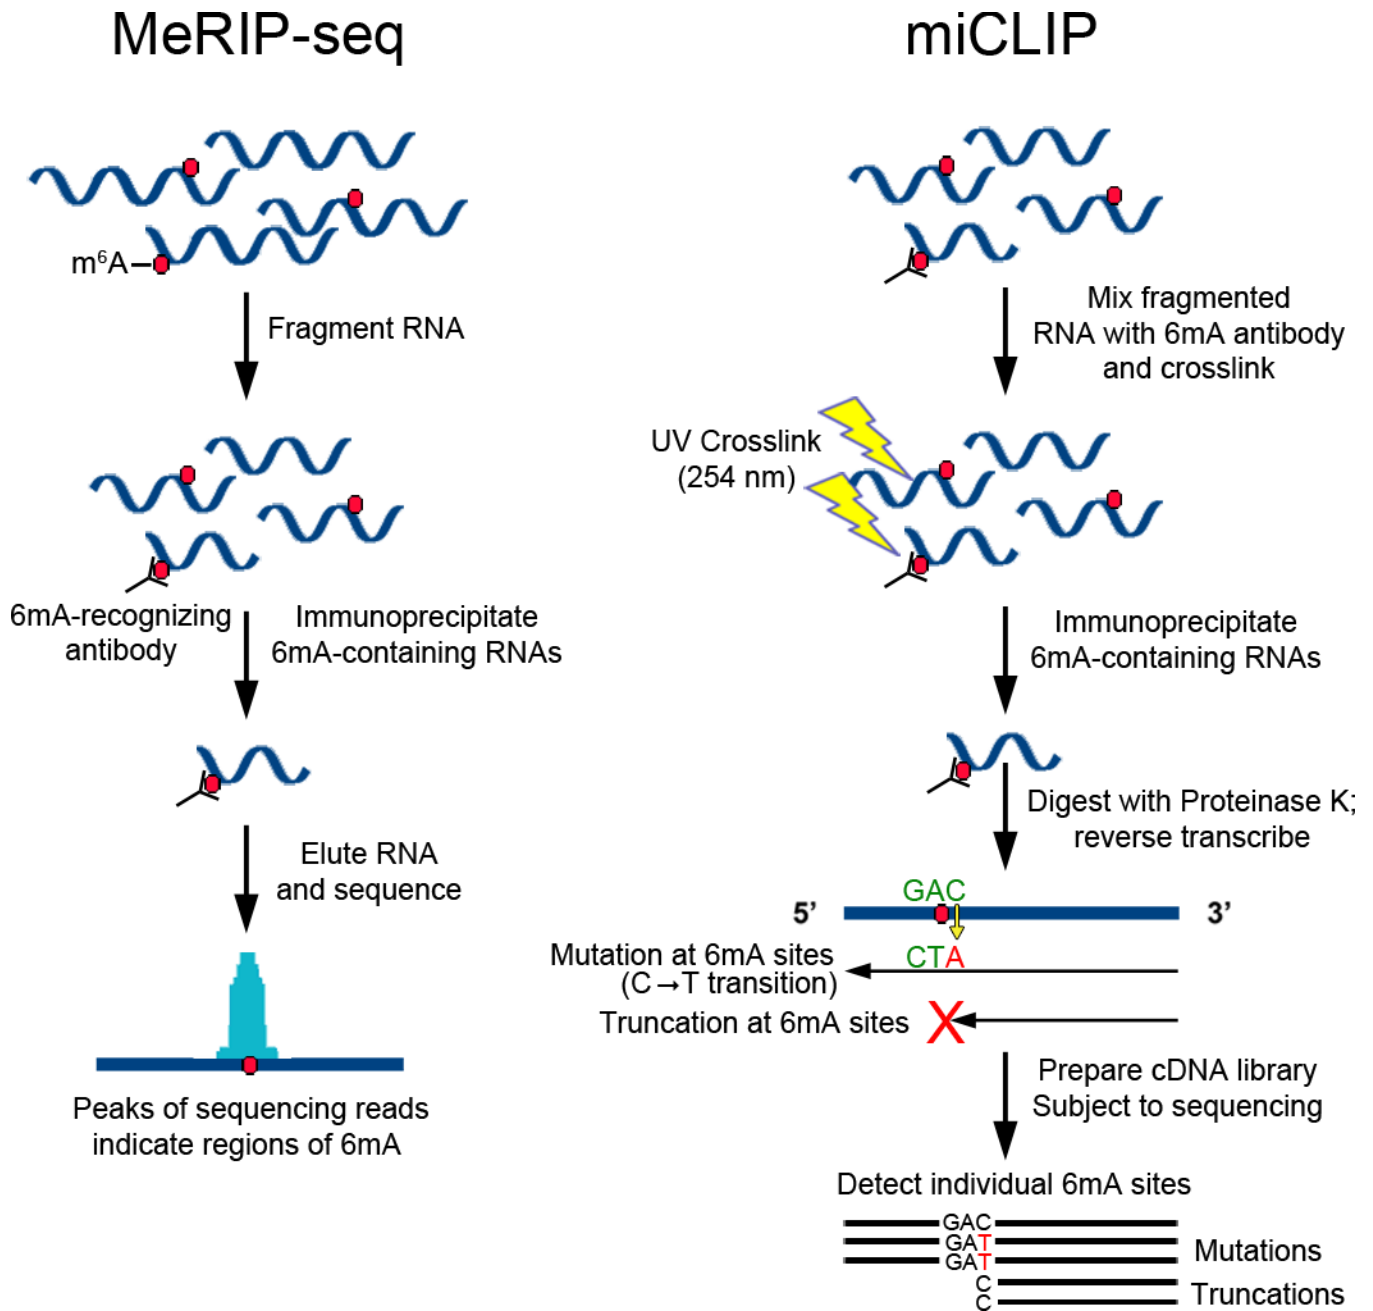 MeRIP-seq
m⁶A
Fragment RNA
6mA-recognizing
antibody
Immunoprecipitate
6mA-containing RNAs
Elute RNA
and sequence
Peaks of sequencing reads
indicate regions of 6mA
miCLIP
Mix fragmented
RNA with 6mA antibody
and crosslink
UV Crosslink
(254 nm)
Immunoprecipitate
6mA-containing RNAs
Digest with Proteinase K;
reverse transcribe
GAC
5’ 3’
Mutation at 6mA sites
(C→T transition)
CTA
Truncation at 6mA sites X
Prepare cDNA library
Subject to sequencing
Detect individual 6mA sites
GAC
GAT
GAT
Mutations
C
C
Truncations